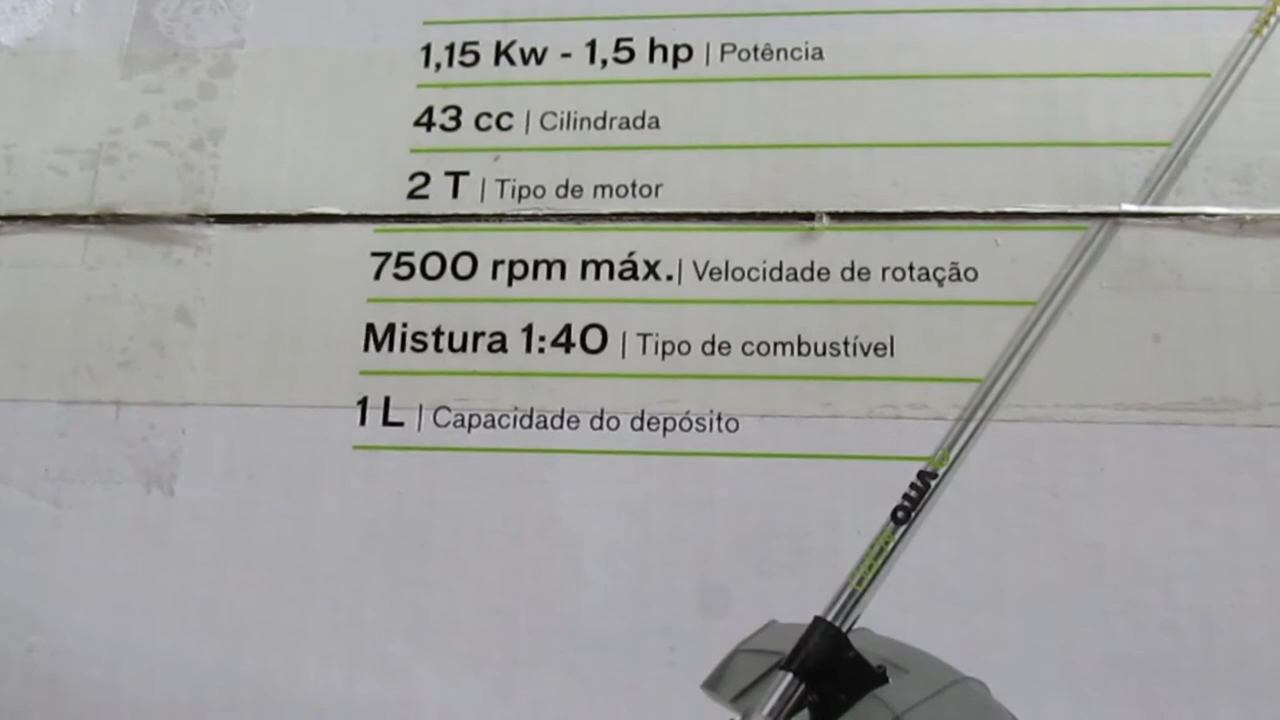 1,15 Kw - 1,5 hp | Potência
43 cc | Cilindrada
2 T | Tipo de motor
7500 rpm máx.| Velocidade de rotação
Mistura 1:40 | Tipo de combustível
1 L | Capacidade do depósito
VITO